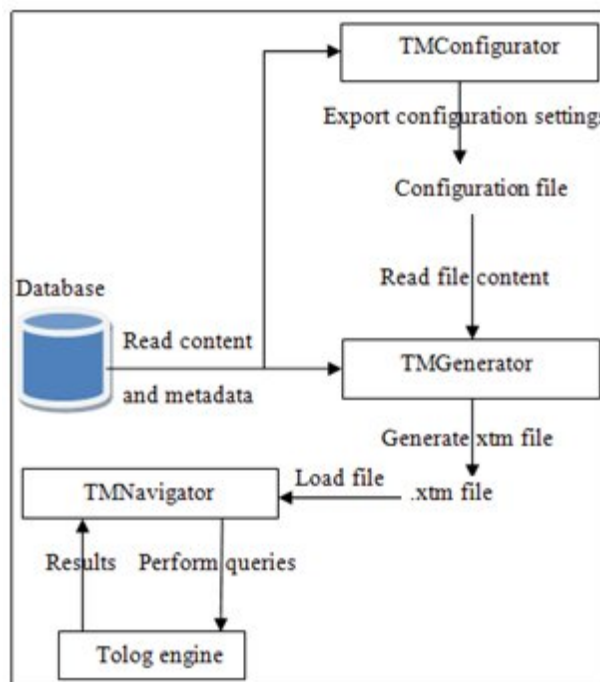 TMConfigurator
Export configuration settings
Configuration file
Read file content
Database
Read content
and metadata
TMGenerator
Generate xtm file
Load file
.xtm file
TMNavigator
Results
Perform queries
Tolog engine